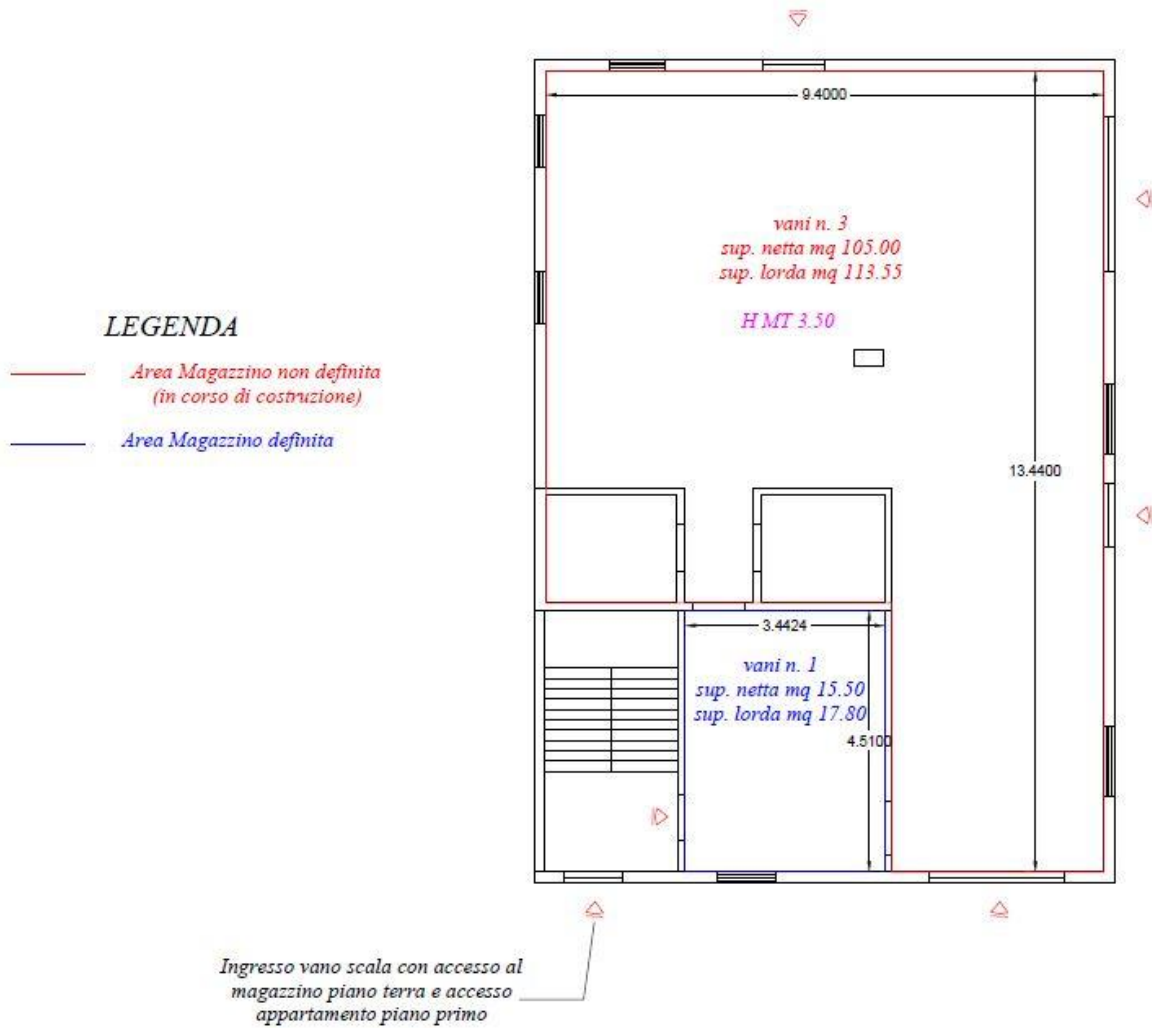 9.4000
vani n. 3
sup. netta mq 105.00
sup. lorda mq 113.55
H MT 3.50
LEGENDA
Area Magazzino non definita
(in corso di costruzione)
Area Magazzino definita
13.4400
3.4424
vani n. 1
sup. netta mq 15.50
sup. lorda mq 17.80
4.5100
Ingresso vano scala con accesso al
magazzino piano terra e accesso
appartamento piano primo